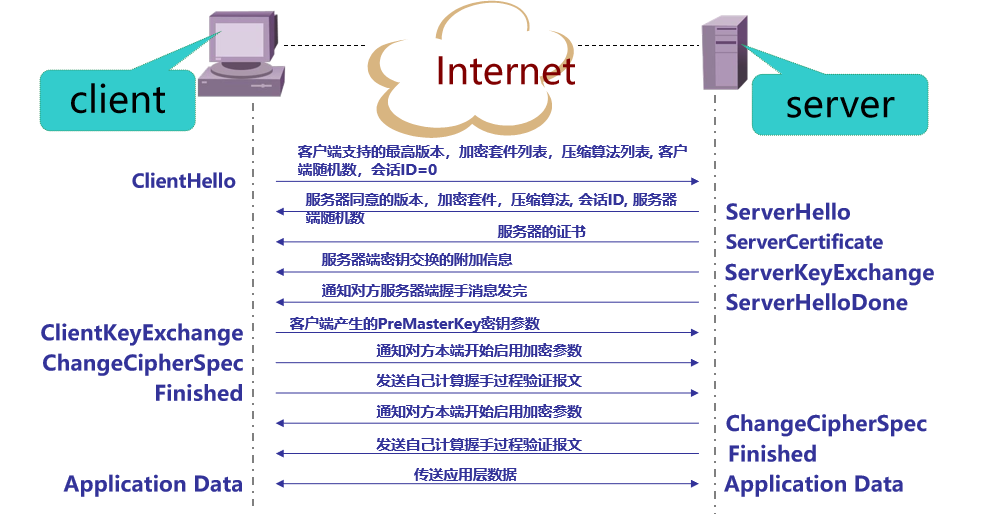 Internet
client
server
客户端支持的最高版本，加密套件列表，压缩算法列表, 客户
端随机数，会话ID=0
ClientHello
服务器同意的版本，加密套件，压缩算法, 会话ID, 服务器
端随机数
ServerHello
服务器的证书
ServerCertificate
服务器端密钥交换的附加信息
ServerKeyExchange
通知对方服务器端握手消息发完
ServerHelloDone
ClientKeyExchange
客户端产生的PreMasterKey密钥参数
ChangeCipherSpec
通知对方本端开始启用加密参数
Finished
发送自己计算握手过程验证报文
通知对方本端开始启用加密参数
ChangeCipherSpec
发送自己计算握手过程验证报文
Finished
Application Data
传送应用层数据
Application Data